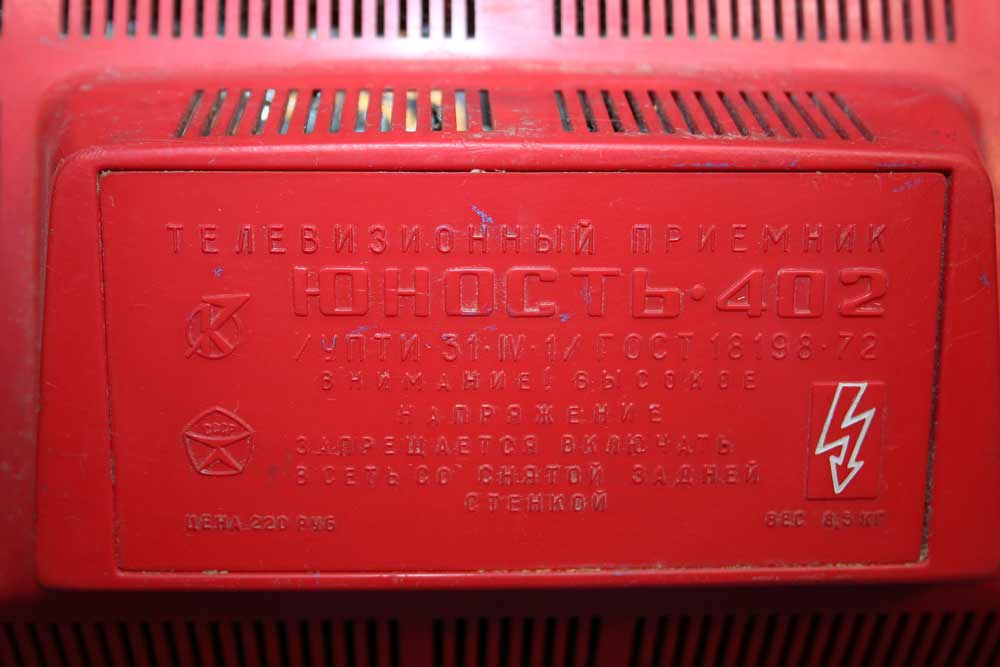 ТЕЛЕВИЗИОННЫЙ ПРИЕМНИК
ЮНОСТЬ·402
/УПТИ·31·IV·1/ ГОСТ 18198·72
ВНИМАНИЕ! ВЫСОКОЕ
НАПРЯЖЕНИЕ
ЗАПРЕЩАЕТСЯ ВКЛЮЧАТЬ
В СЕТЬ СО СНЯТОЙ ЗАДНЕЙ
СТЕНКОЙ
СССР
ЦЕНА 220 РУБ
ВЕС 8,5 КГ